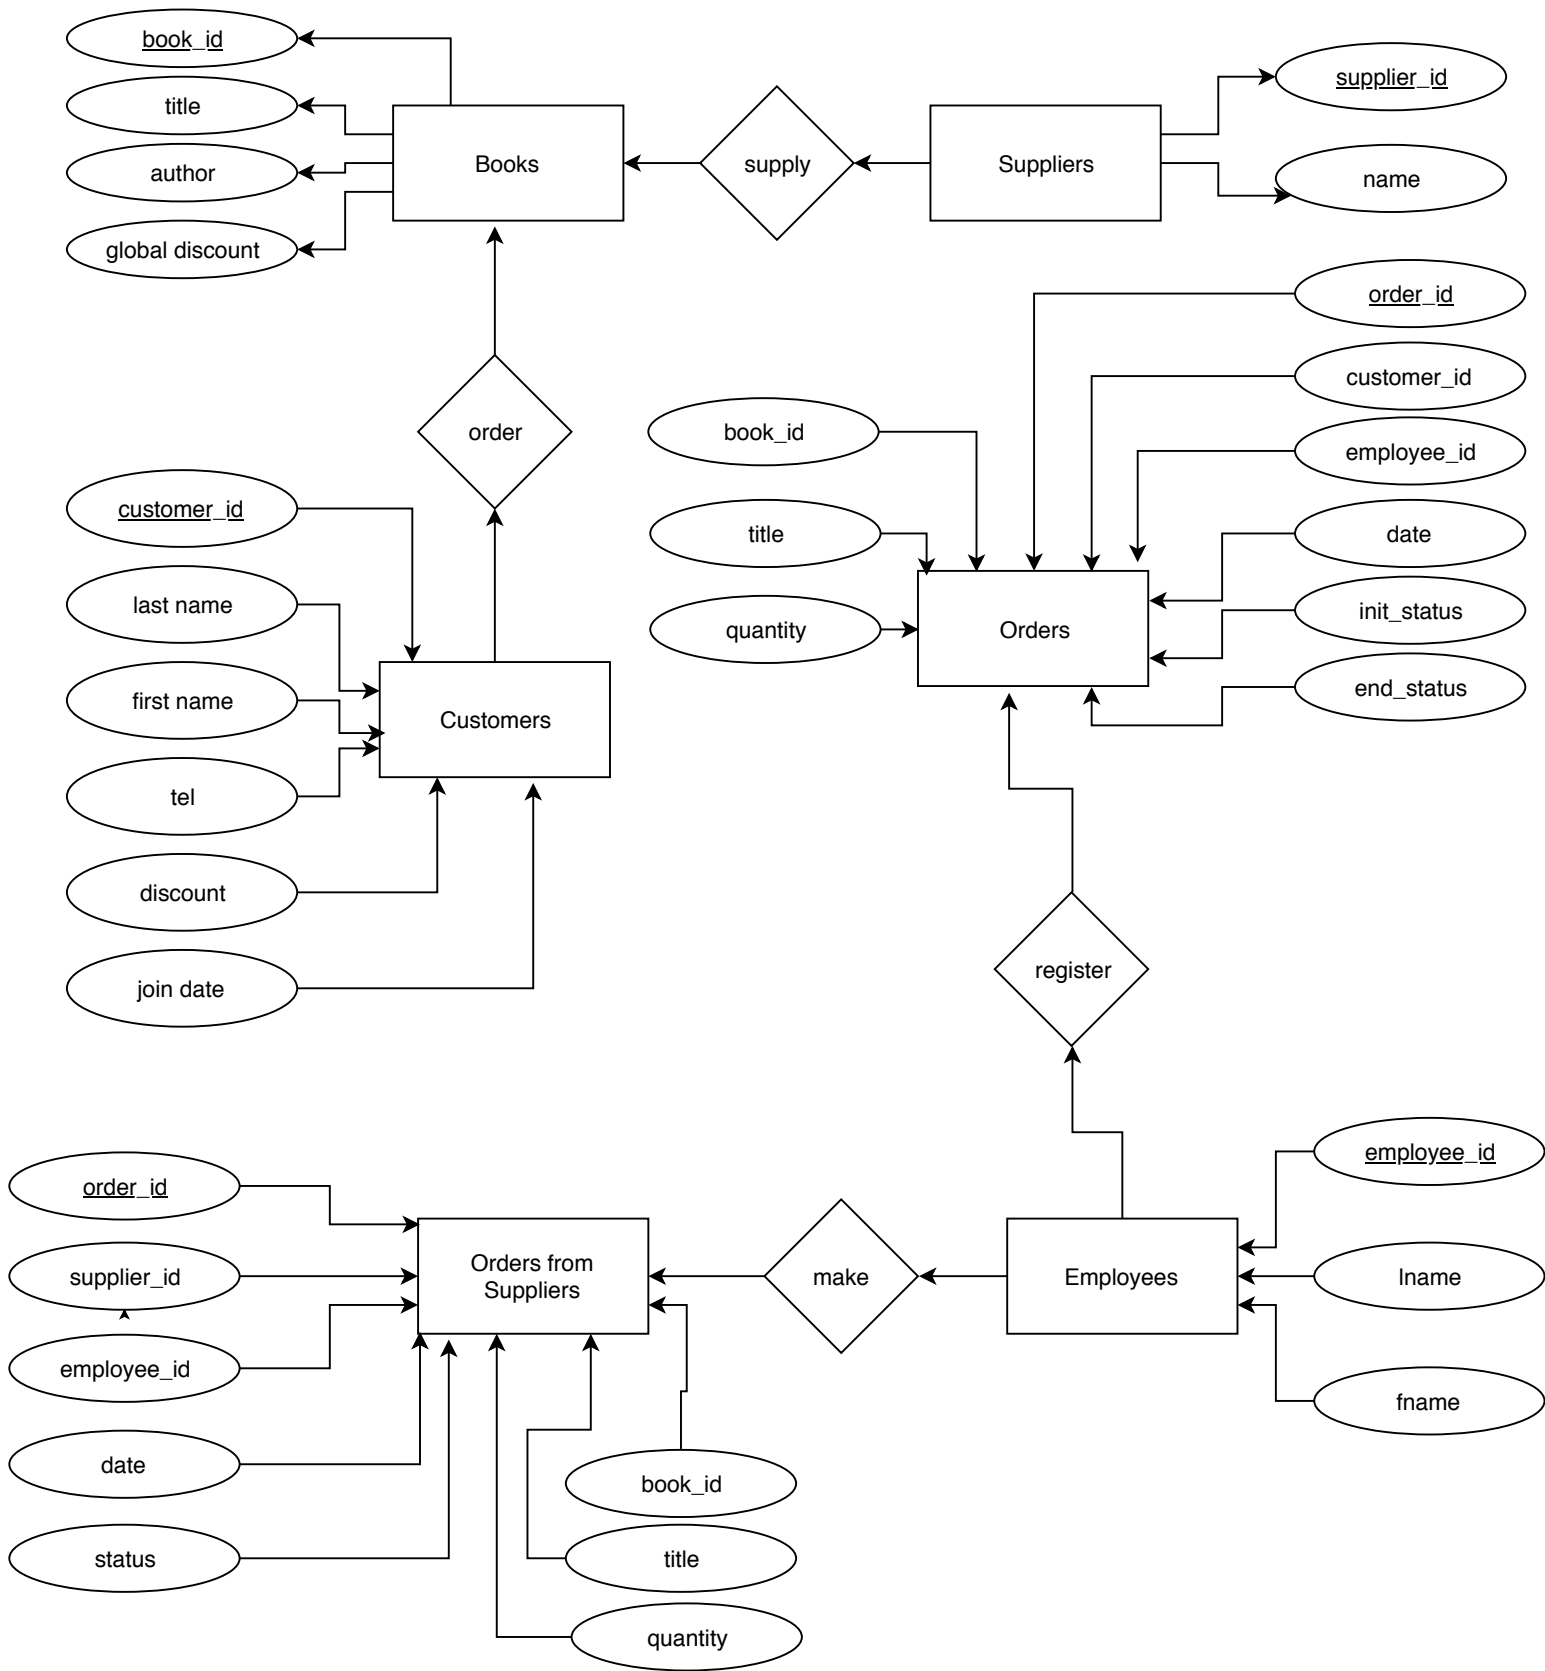 book_id
title
author
global discount
Books
supply
Suppliers
supplier_id
name
order
order_id
customer_id
employee_id
date
init_status
end_status
book_id
title
quantity
Orders
customer_id
last name
first name
tel
discount
join date
Customers
register
order_id
supplier_id
employee_id
date
status
Orders from
Suppliers
make
Employees
employee_id
lname
fname
book_id
title
quantity